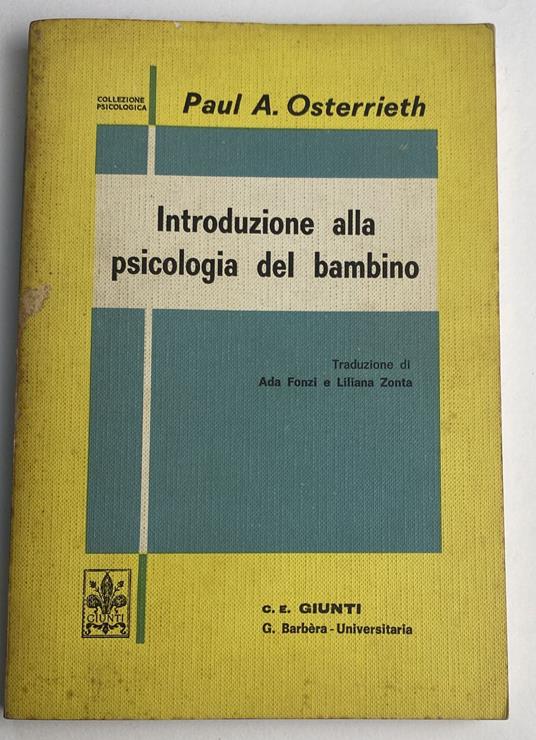 COLLEZIONE
PSICOLOGICA
Paul A. Osterrieth
Introduzione alla
psicologia del bambino
Traduzione di
Ada Fonzi e Liliana Zonta
GIUNTI
C. E. GIUNTI
G. Barbèra - Universitaria